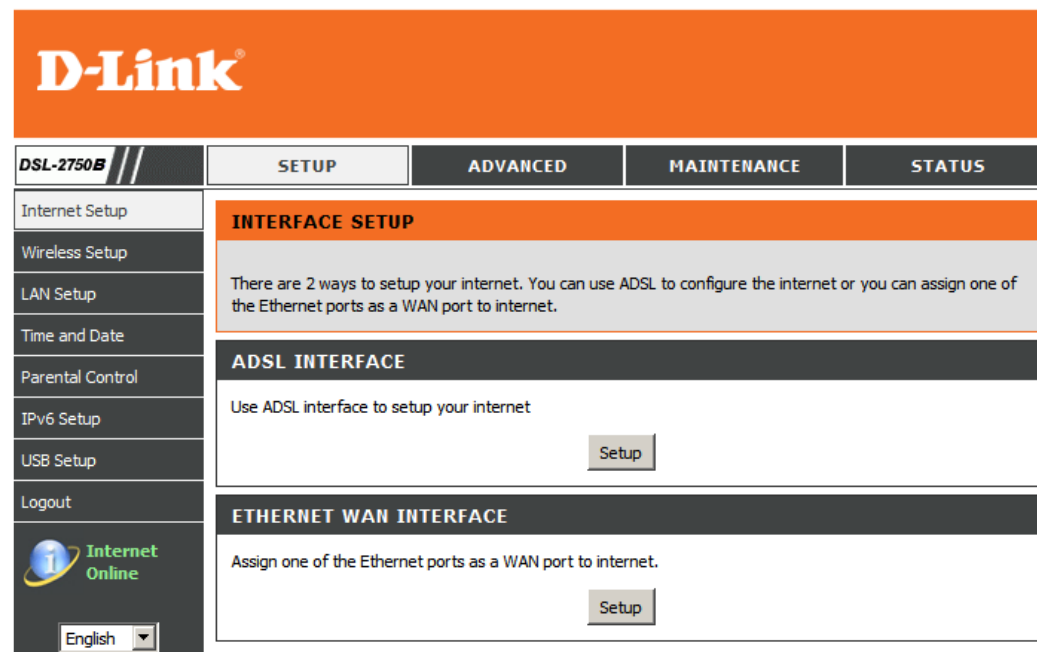 D-Link®
DSL-2750B
SETUP
ADVANCED
MAINTENANCE
STATUS
Internet Setup
Wireless Setup
LAN Setup
Time and Date
Parental Control
IPv6 Setup
USB Setup
Logout
Internet
Online
English
INTERFACE SETUP
There are 2 ways to setup your internet. You can use ADSL to configure the internet or you can assign one of
the Ethernet ports as a WAN port to internet.
ADSL INTERFACE
Use ADSL interface to setup your internet
Setup
ETHERNET WAN INTERFACE
Assign one of the Ethernet ports as a WAN port to internet.
Setup